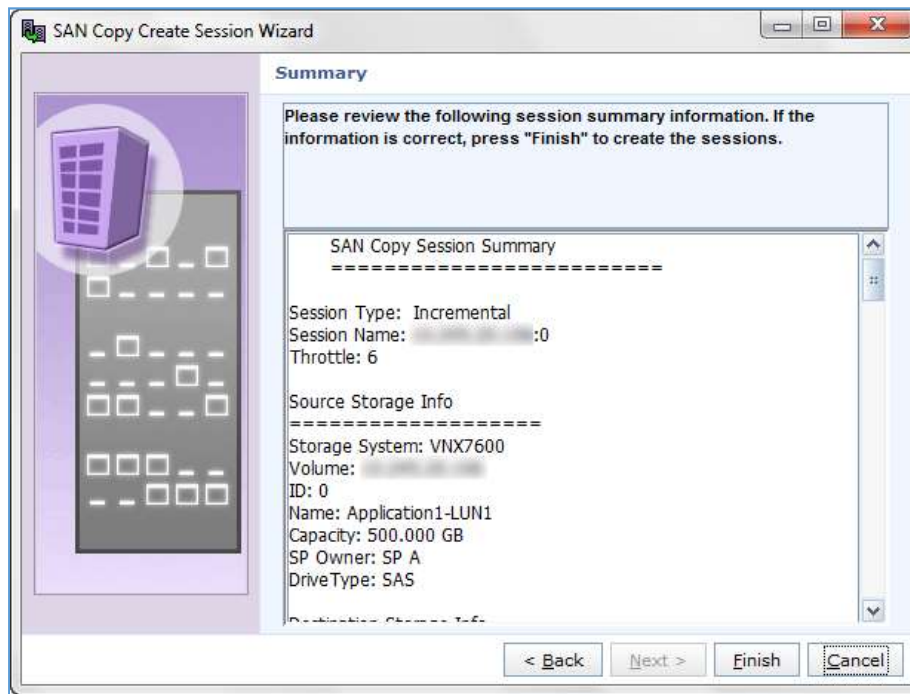 SAN Copy Create Session Wizard
Summary
Please review the following session summary information. If the
information is correct, press "Finish" to create the sessions.
SAN Copy Session Summary
=========================
Session Type: Incremental
Session Name: :0
Throttle: 6
Source Storage Info
===================
Storage System: VNX7600
Volume:
ID: 0
Name: Application1-LUN1
Capacity: 500.000 GB
SP Owner: SP A
DriveType: SAS
Destination Storage Info
< Back
Next >
Finish
Cancel